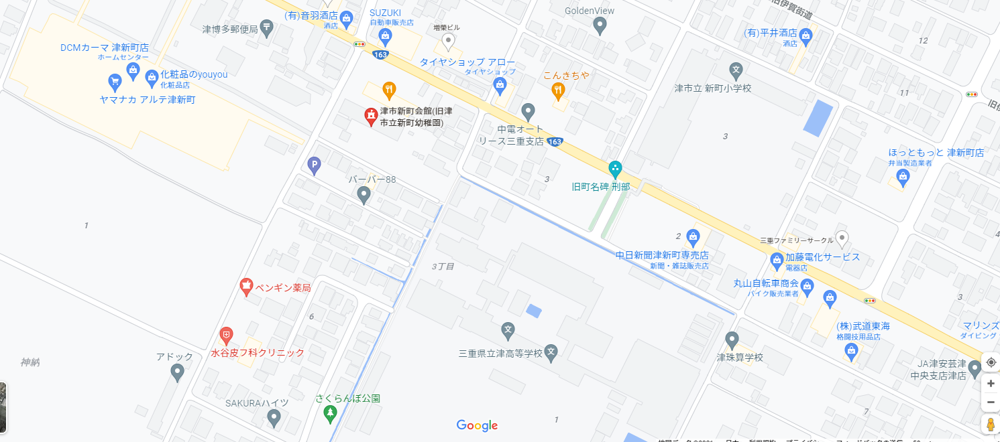 (有)音羽酒店
酒店
SUZUKI
自動車販売店
GoldenView
旧伊賀街道
津博多郵便局
増榮ビル
(有)平井酒店
酒店
12
DCMカーマ 津新町店
ホームセンター
163
タイヤショップ アロー
タイヤショップ
化粧品のyouyou
化粧品店
こんきちや
津市立 新町小学校
11
ヤマナカ アルテ津新町
津市新町会館(旧津
市立新町幼稚園)
中電オート
リース三重支店
163
3
ほっともっと 津新町店
弁当製造業者
P
バーバー88
3
旧町名碑 刑部
1
2
三重ファミリーサークル
4
中日新聞津新町専売店
新聞・雑誌販売店
加藤電化サービス
電器店
3丁目
丸山自転車商会
バイク販売業者
ペンギン薬局
3
6
(株)武道東海
格闘技用品店
マリンズ
ダイビング
アドック
水谷皮フ科クリニック
三重県立津高等学校
津珠算学校
神納
JA津安芸津
中央支店津店
SAKURAハイツ
さくらんぼ公園
7
1
Google